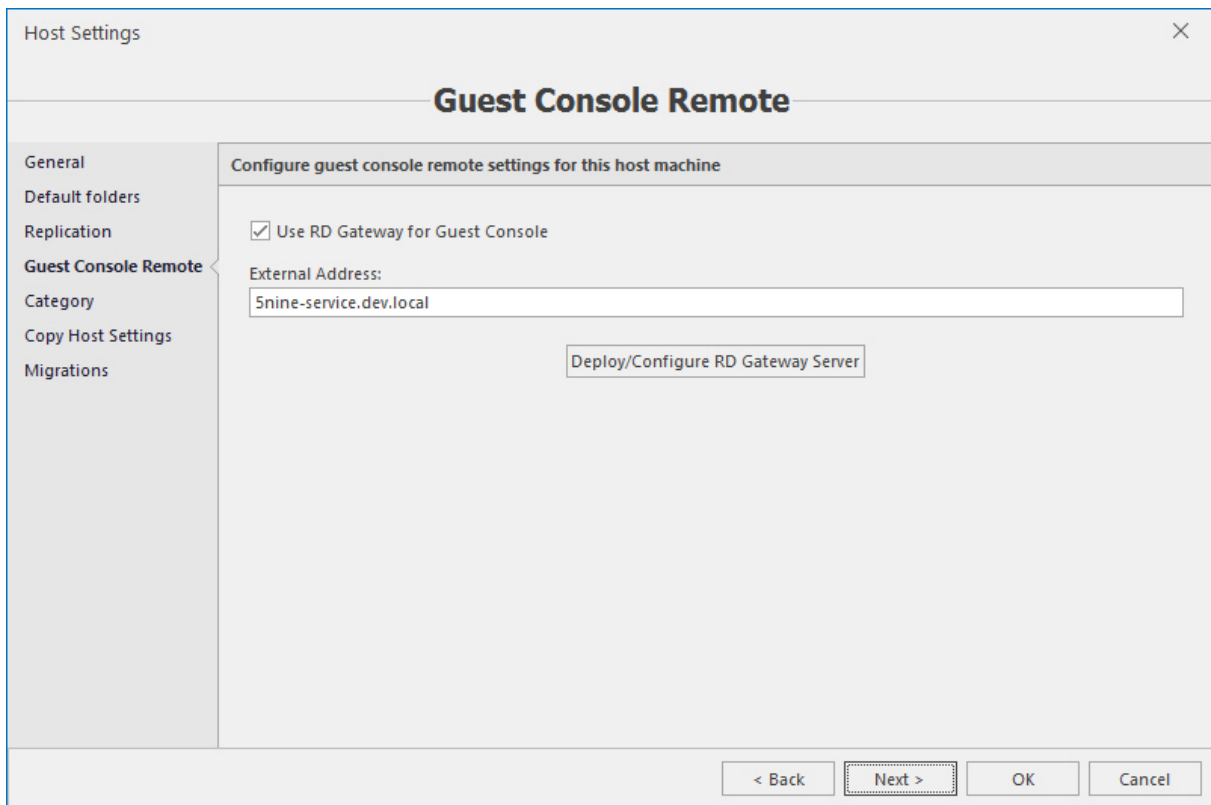 Host Settings
Guest Console Remote
General
Default folders
Replication
Guest Console Remote
Category
Copy Host Settings
Migrations
Configure guest console remote settings for this host machine
Use RD Gateway for Guest Console
External Address:
5nine-service.dev.local
Deploy/Configure RD Gateway Server
< Back
Next >
OK
Cancel